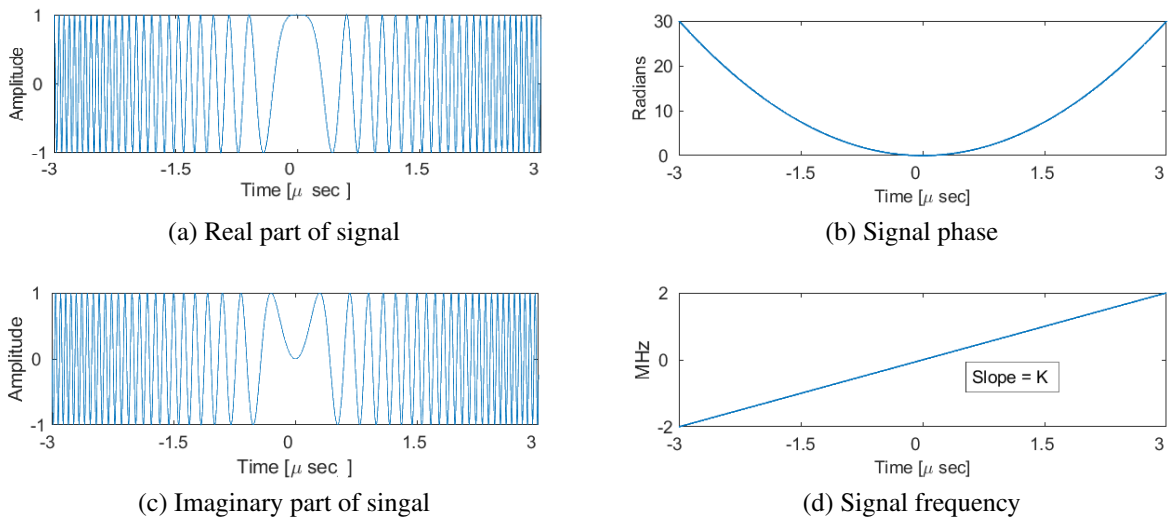 Amplitude
1
0
-1
-3
-1.5
0
1.5
3
Time [μ sec ]
(a) Real part of signal
Radians
30
20
10
0
-3
-1.5
0
1.5
3
Time [μ sec]
(b) Signal phase
Amplitude
1
0
-1
-3
-1.5
0
1.5
3
Time [μ sec ]
(c) Imaginary part of singal
MHz
2
0
-2
Slope = K
-3
-1.5
0
1.5
3
Time [μ sec]
(d) Signal frequency